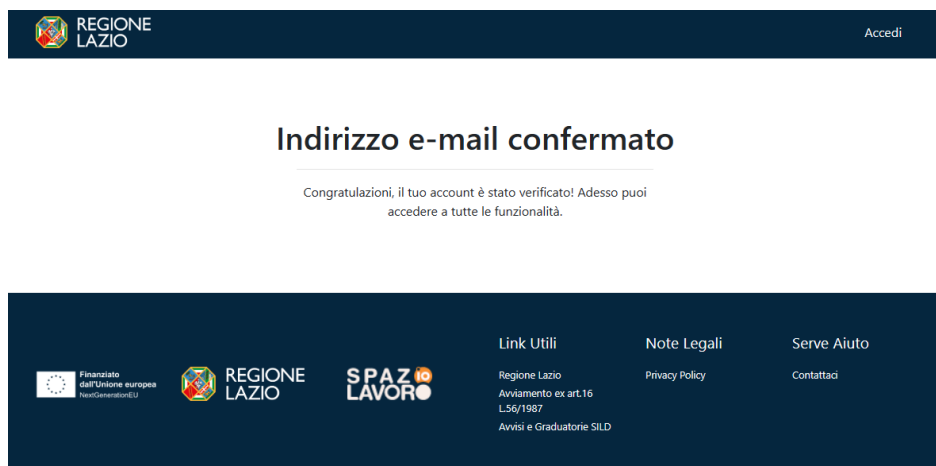 REGIONE
LAZIO
Accedi
Indirizzo e-mail confermato
Congratulazioni, il tuo account è stato verificato! Adesso puoi
accedere a tutte le funzionalità.
Finanziato
dall'Unione europea
NextGenerationEU
REGIONE
LAZIO
SPAZIO
LAVORO
Link Utili
Regione Lazio
Avviamento ex art.16
L.56/1987
Avvisi e Graduatorie SILD
Note Legali
Privacy Policy
Serve Aiuto
Contattaci